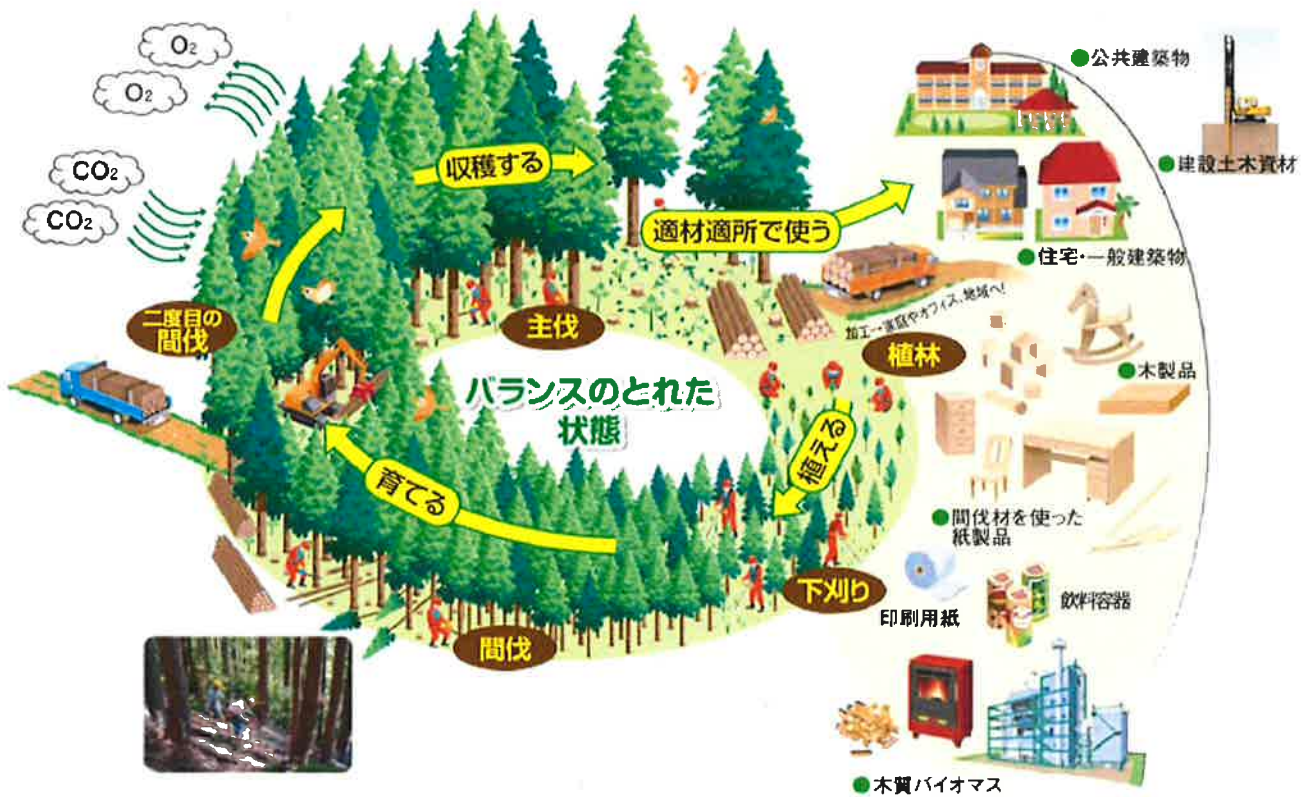 O₂
O₂
CO₂
CO₂
収穫する
適材適所で使う
二度目の
間伐
主伐
加工→家庭やオフィス、地域へ!
植林
バランスのとれた
状態
植える
育てる
下刈り
間伐
●公共建築物
●建設土木資材
●住宅・一般建築物
●木製品
●間伐材を使った
紙製品
印刷用紙
飲料容器
●木質バイオマス